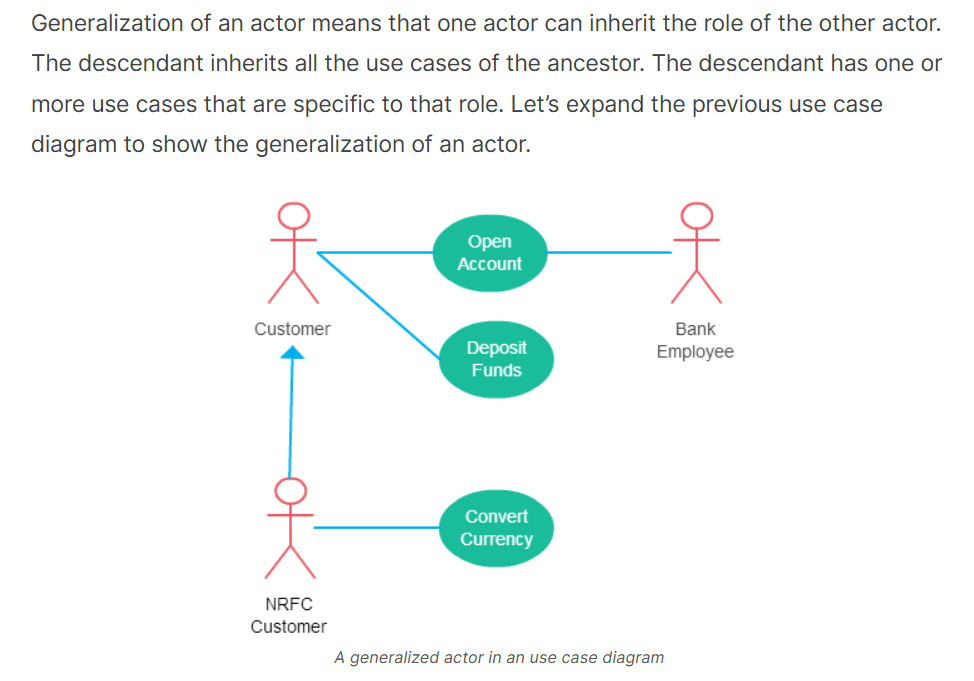 Generalization of an actor means that one actor can inherit the role of the other actor.
The descendant inherits all the use cases of the ancestor. The descendant has one or
more use cases that are specific to that role. Let’s expand the previous use case
diagram to show the generalization of an actor.
Open
Account
Customer
Bank
Employee
Deposit
Funds
Convert
Currency
NRFC
Customer
A generalized actor in an use case diagram